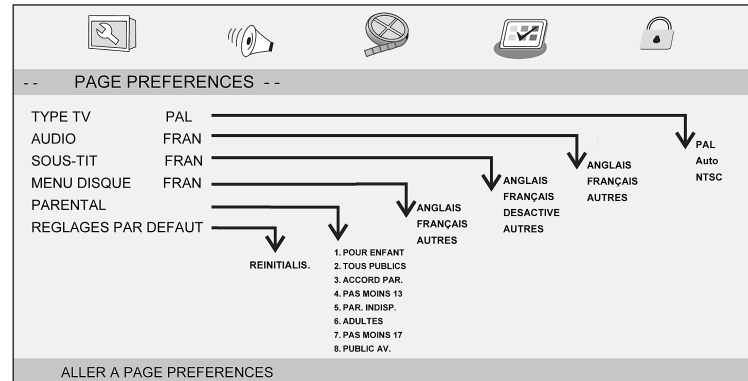 -- PAGE PREFERENCES --
TYPE TV PAL
AUDIO FRAN
SOUS-TIT FRAN
MENU DISQUE FRAN
PARENTAL
REGLAGES PAR DEFAUT
PAL
Auto
NTSC
ANGLAIS
FRANÇAIS
AUTRES
ANGLAIS
FRANÇAIS
DESACTIVE
AUTRES
ANGLAIS
FRANÇAIS
AUTRES
1. POUR ENFANT
2. TOUS PUBLICS
3. ACCORD PAR.
4. PAS MOINS 13
5. PAR. INDISP.
6. ADULTES
7. PAS MOINS 17
8. PUBLIC AV.
REINITIALIS.
ALLER A PAGE PREFERENCES